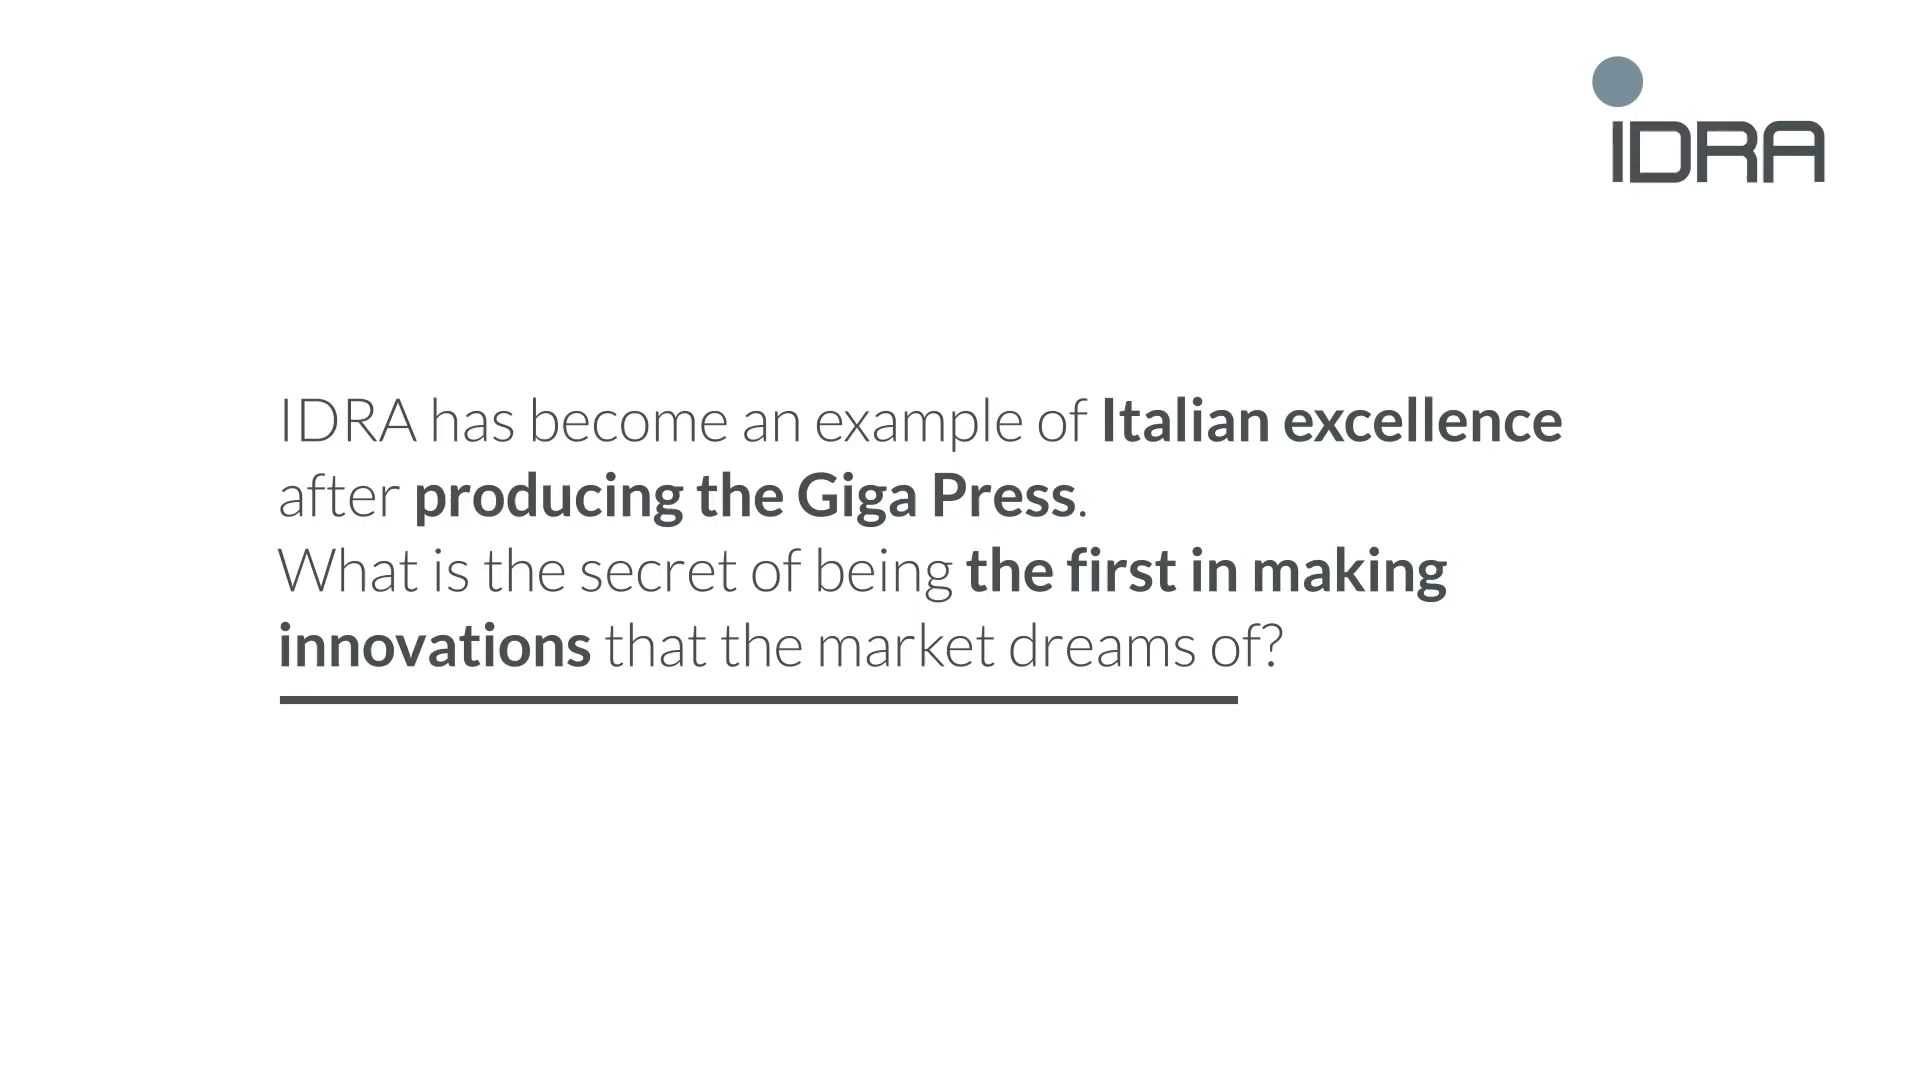 IDRA
IDRA has become an example of Italian excellence
after producing the Giga Press.
What is the secret of being the first in making
innovations that the market dreams of?